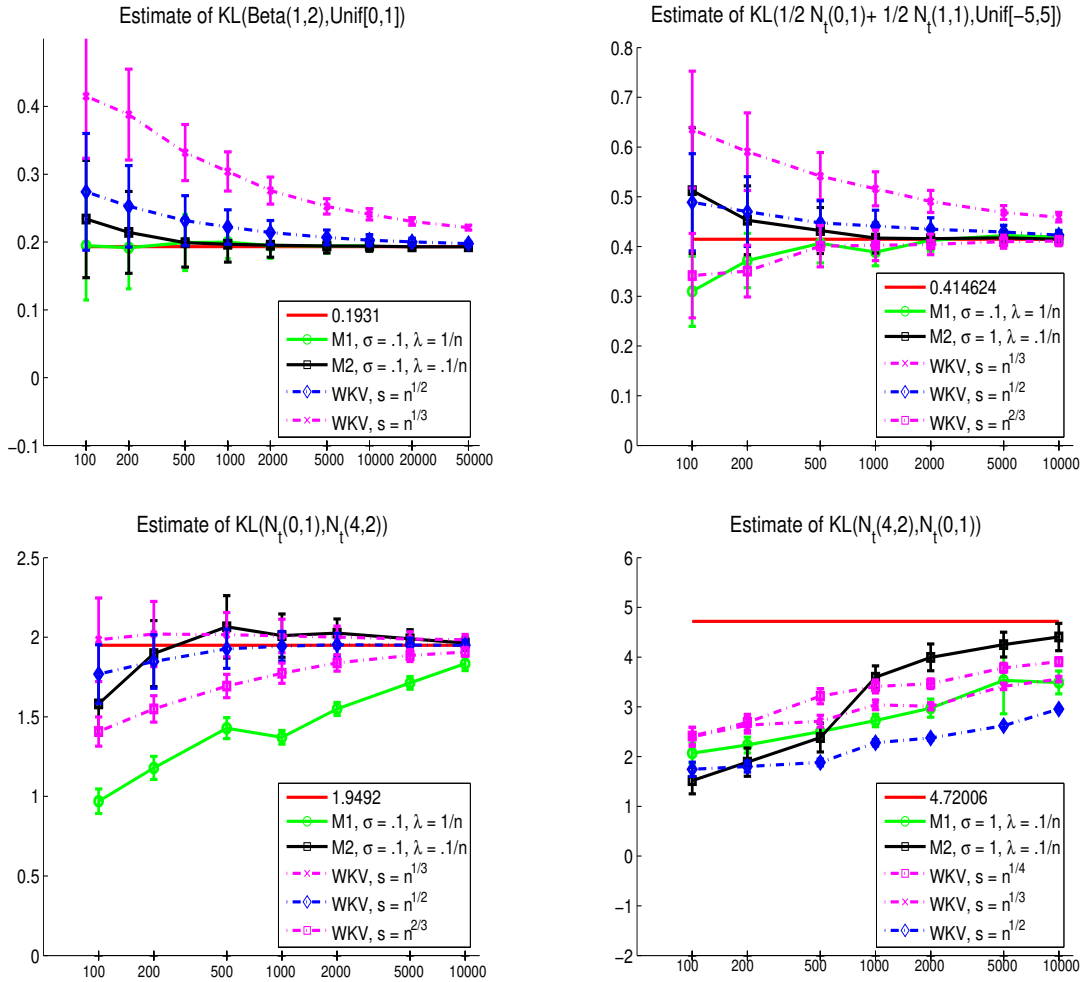 Estimate of KL(Beta(1,2),Unif[0,1])
0.4
0.3
0.2
0.1
0
−0.1
100 200 500 1000 2000 5000 10000 20000 50000
0.1931
M1, σ = .1, λ = 1/n
M2, σ = .1, λ = .1/n
WKV, s = n^{1/2}
WKV, s = n^{1/3}
Estimate of KL(1/2 N_t(0,1)+ 1/2 N_t(1,1),Unif[−5,5])
0.8
0.7
0.6
0.5
0.4
0.3
0.2
0.1
0
100 200 500 1000 2000 5000 10000
0.414624
M1, σ = .1, λ = 1/n
M2, σ = 1, λ = .1/n
WKV, s = n^{1/3}
WKV, s = n^{1/2}
WKV, s = n^{2/3}
Estimate of KL(N_t(0,1),N_t(4,2))
2.5
2
1.5
1
0.5
0
100 200 500 1000 2000 5000 10000
1.9492
M1, σ = .1, λ = 1/n
M2, σ = .1, λ = .1/n
WKV, s = n^{1/3}
WKV, s = n^{1/2}
WKV, s = n^{2/3}
Estimate of KL(N_t(4,2),N_t(0,1))
6
5
4
3
2
1
0
−1
−2
100 200 500 1000 2000 5000 10000
4.72006
M1, σ = 1, λ = .1/n
M2, σ = 1, λ = .1/n
WKV, s = n^{1/4}
WKV, s = n^{1/3}
WKV, s = n^{1/2}